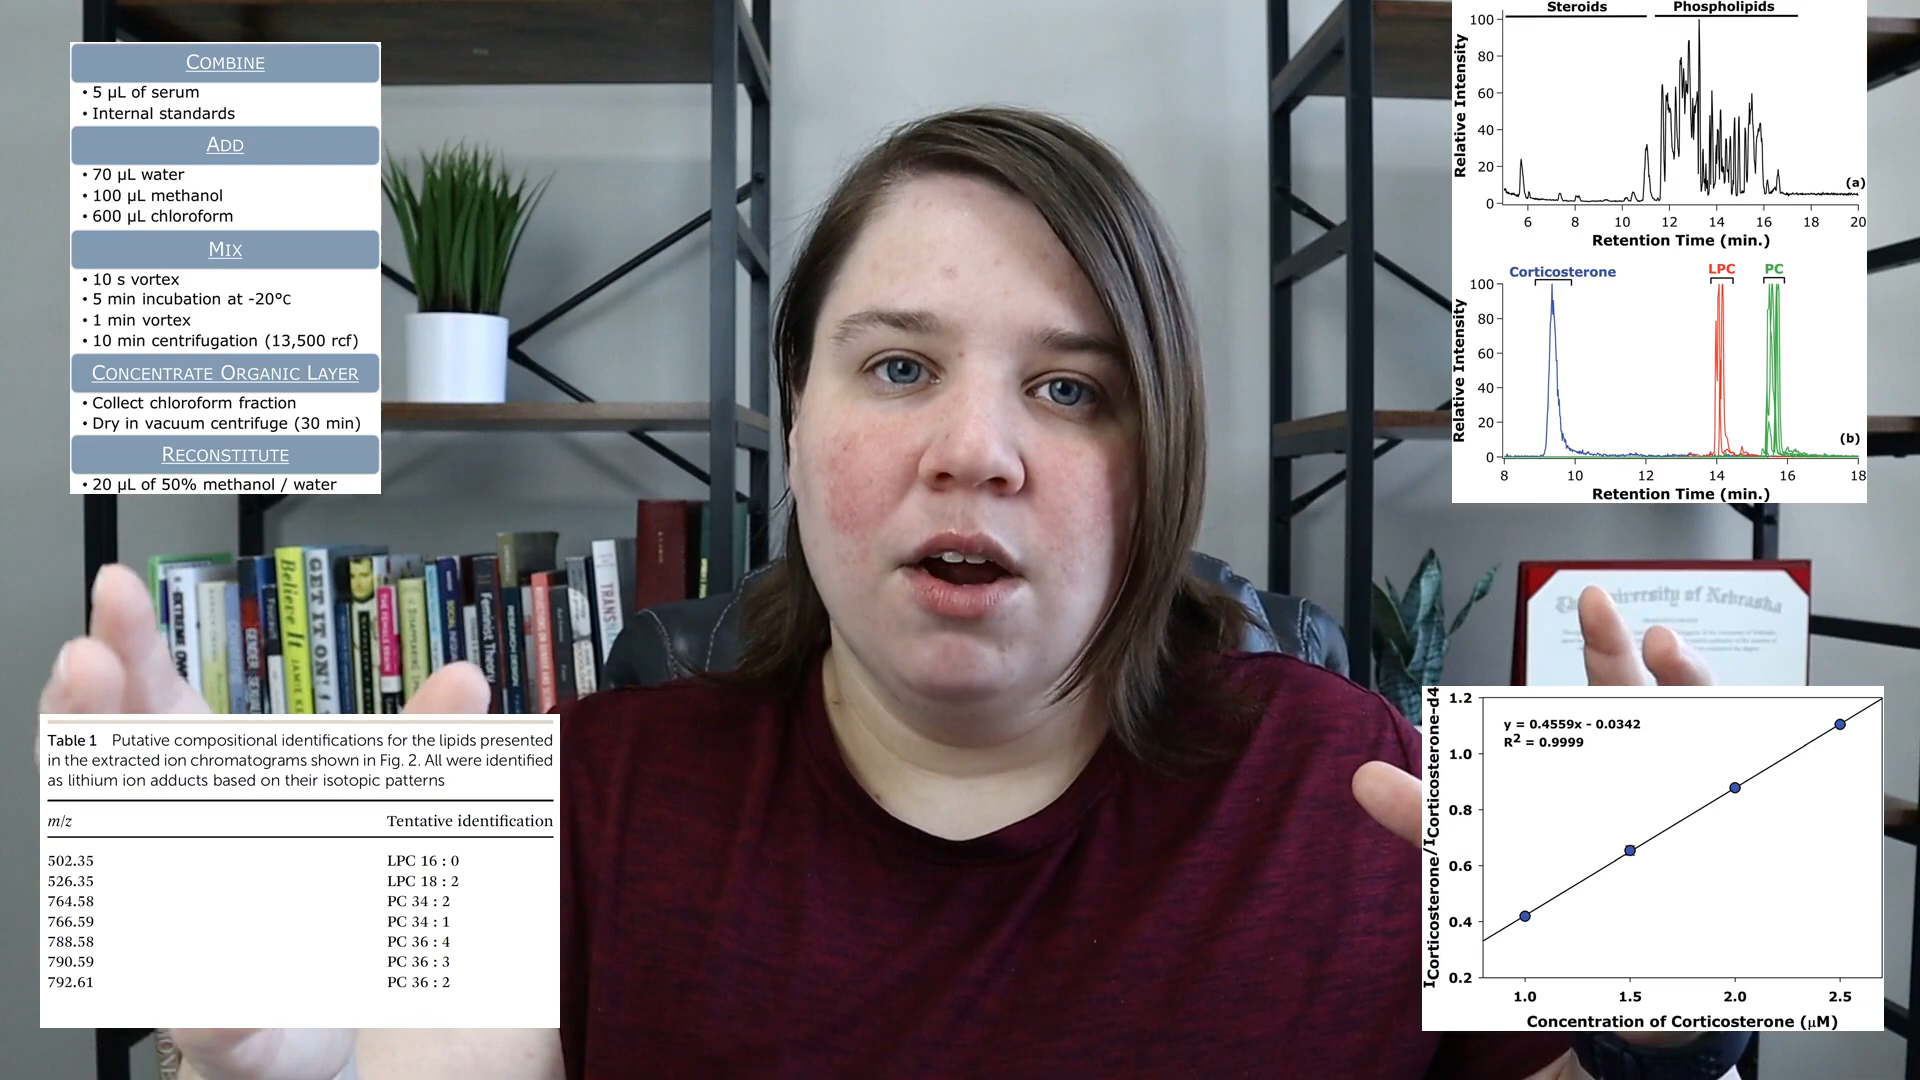 COMBINE
• 5 µL of serum
• Internal standards
ADD
• 70 µL water
• 100 µL methanol
• 600 µL chloroform
MIX
• 10 s vortex
• 5 min incubation at -20°C
• 1 min vortex
• 10 min centrifugation (13,500 rcf)
CONCENTRATE ORGANIC LAYER
• Collect chloroform fraction
• Dry in vacuum centrifuge (30 min)
RECONSTITUTE
• 20 µL of 50% methanol / water
Steroids Phospholipids
Relative Intensity
100
80
60
40
20
0
(a)
6 8 10 12 14 16 18 20
Retention Time (min.)
Corticosterone LPC PC
Relative Intensity
100
80
60
40
20
0
(b)
8 10 12 14 16 18
Retention Time (min.)
EXTREME
Believe It
JAMIE
GET IT ON!
THE FEMALE BRAIN
Feminist Theory
RESEARCH DESIGN
TRANS
University of Nebraska
Table 1 Putative compositional identifications for the lipids presented
in the extracted ion chromatograms shown in Fig. 2. All were identified
as lithium ion adducts based on their isotopic patterns
m/z Tentative identification
502.35 LPC 16 : 0
526.35 LPC 18 : 2
764.58 PC 34 : 2
766.59 PC 34 : 1
788.58 PC 36 : 4
790.59 PC 36 : 3
792.61 PC 36 : 2
ICorticosterone/ICorticosterone-d4
1.2
1.0
0.8
0.6
0.4
0.2
y = 0.4559x - 0.0342
R2 = 0.9999
1.0 1.5 2.0 2.5
Concentration of Corticosterone (µM)